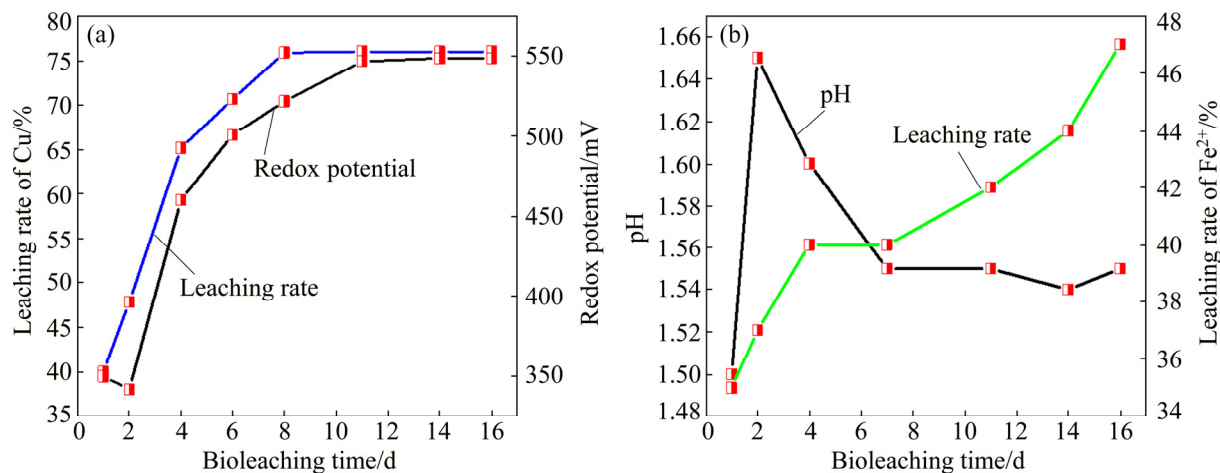 (a)
Leaching rate of Cu/%
80
75
70
65
60
55
50
45
40
35
Redox potential
Leaching rate
550
500
450
400
350
Redox potential/mV
0 2 4 6 8 10 12 14 16
Bioleaching time/d
(b)
pH
1.66
1.64
1.62
1.60
1.58
1.56
1.54
1.52
1.50
1.48
pH
Leaching rate
48
46
44
42
40
38
36
34
Leaching rate of Fe²⁺/%
0 2 4 6 8 10 12 14 16
Bioleaching time/d